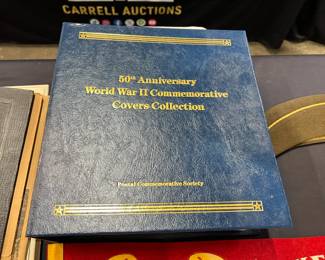 CARRELL AUCTIONS
50th Anniversary
World War II Commemorative
Covers Collection
Postal Commemorative Society